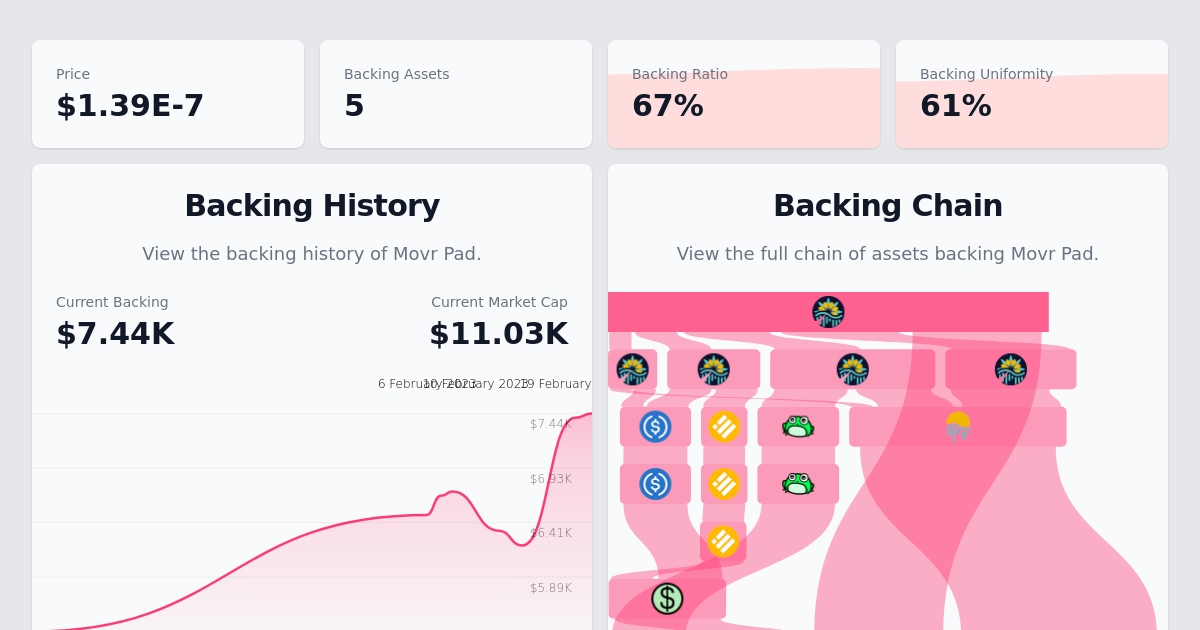 Price
$1.39E-7
Backing Assets
5
Backing Ratio
67%
Backing Uniformity
61%
Backing History
View the backing history of Movr Pad.
Current Backing
$7.44K
Current Market Cap
$11.03K
6 February 2023
10 February 2023
19 February
$7.44K
$6.93K
$6.41K
$5.89K
Backing Chain
View the full chain of assets backing Movr Pad.